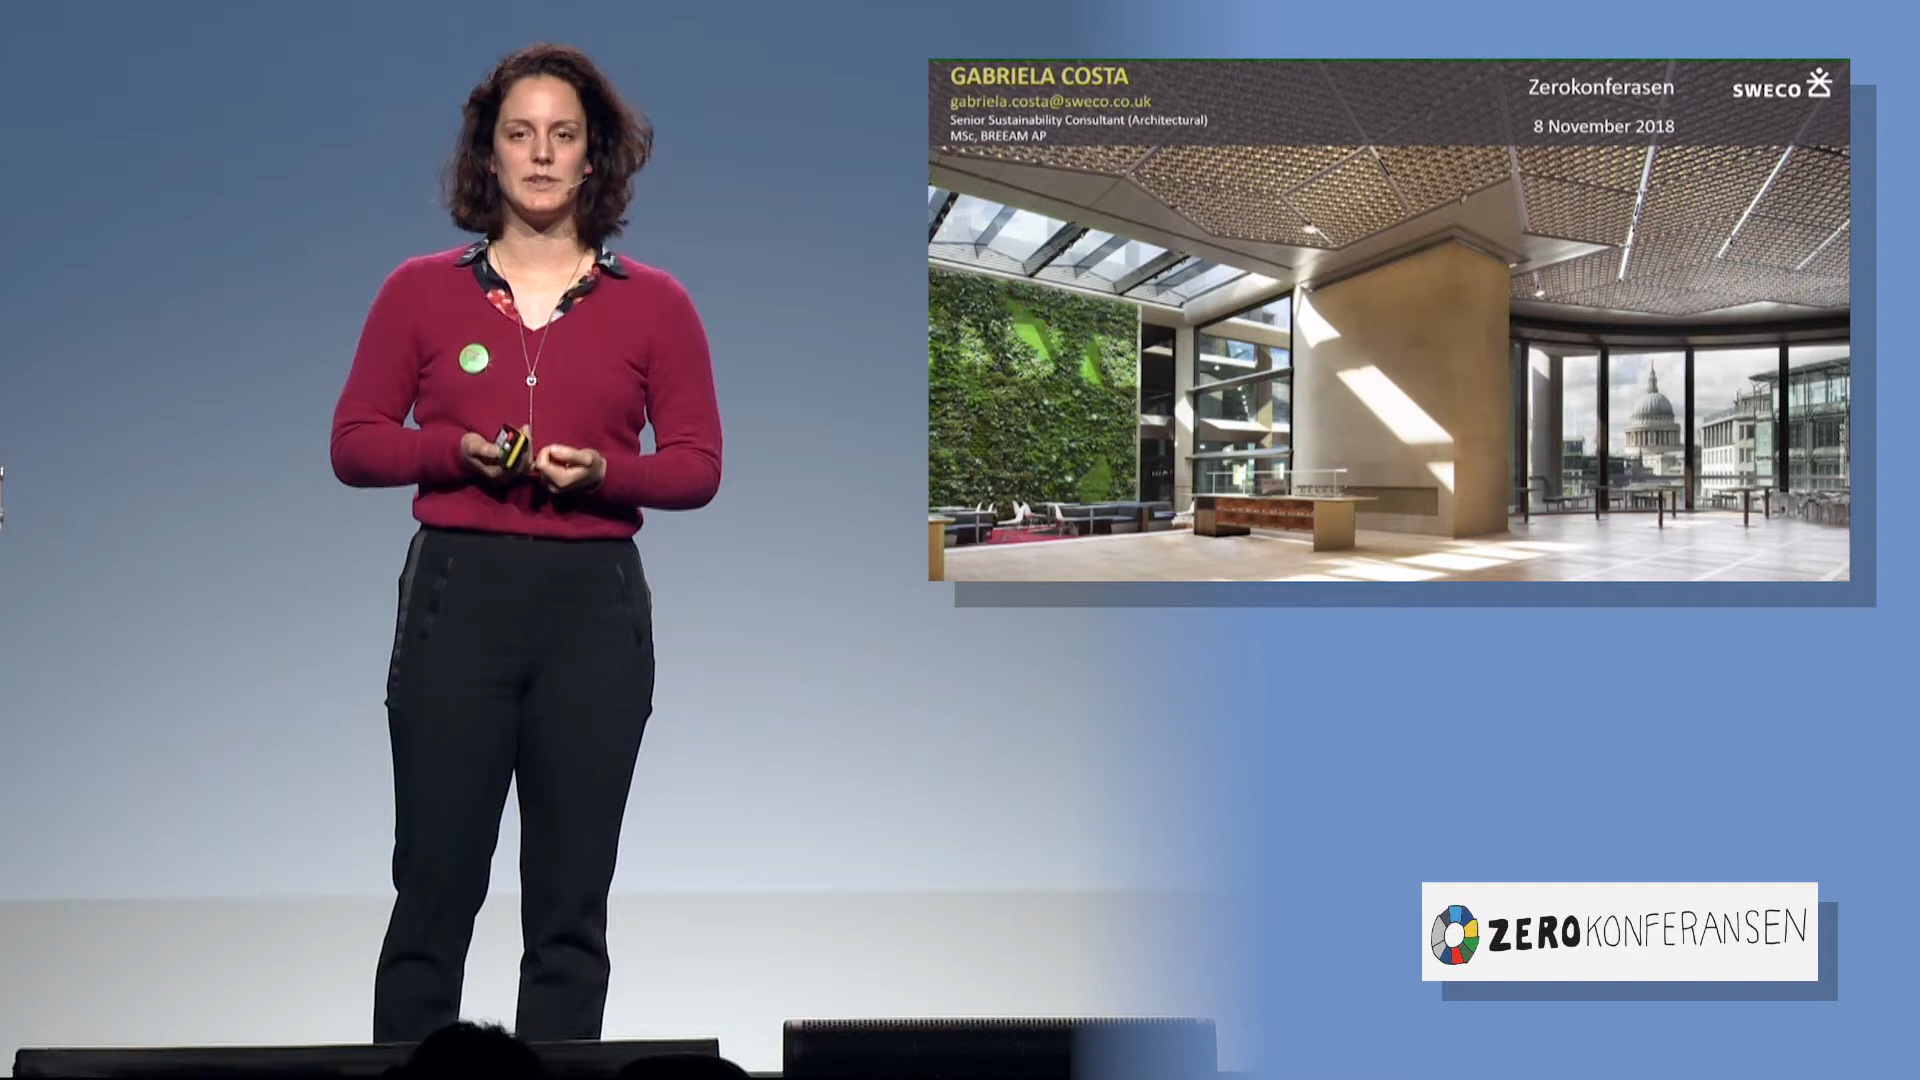 GABRIELA COSTA
gabriela.costa@sweco.co.uk
Senior Sustainability Consultant (Architectural)
MSc, BREEAM AP
Zerokonferasen
8 November 2018
SWECO
ZEROKONFERANSEN